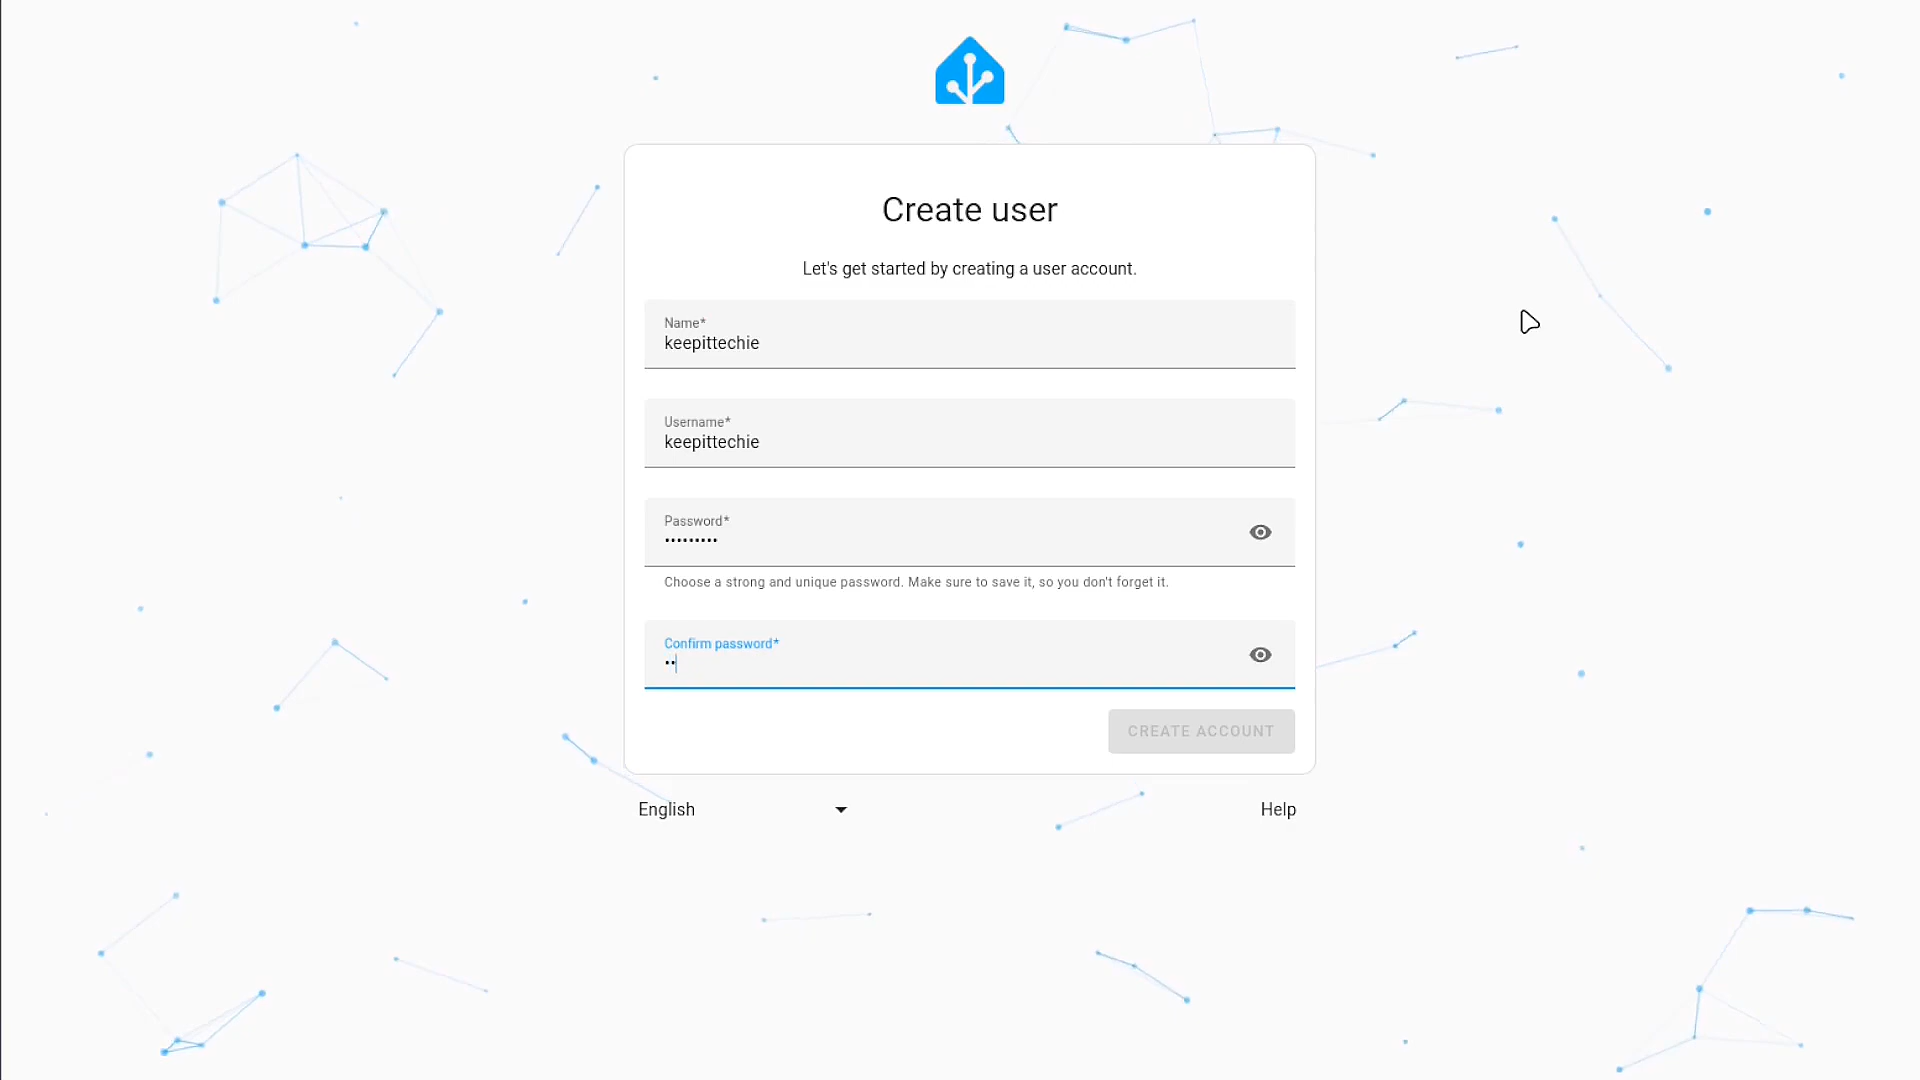 Create user
Let's get started by creating a user account.
Name*
keepittechie
Username*
keepittechie
Password*
•••••••••
Choose a strong and unique password. Make sure to save it, so you don't forget it.
Confirm password*
••
CREATE ACCOUNT
English
Help